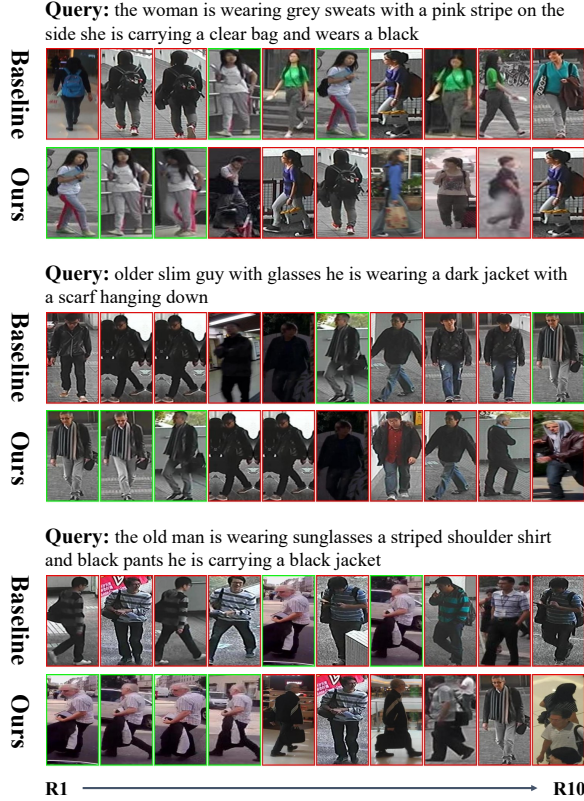 Query: the woman is wearing grey sweats with a pink stripe on the
side she is carrying a clear bag and wears a black
Baseline
Ours
Query: older slim guy with glasses he is wearing a dark jacket with
a scarf hanging down
Baseline
Ours
Query: the old man is wearing sunglasses a striped shoulder shirt
and black pants he is carrying a black jacket
Baseline
Ours
R1 R10